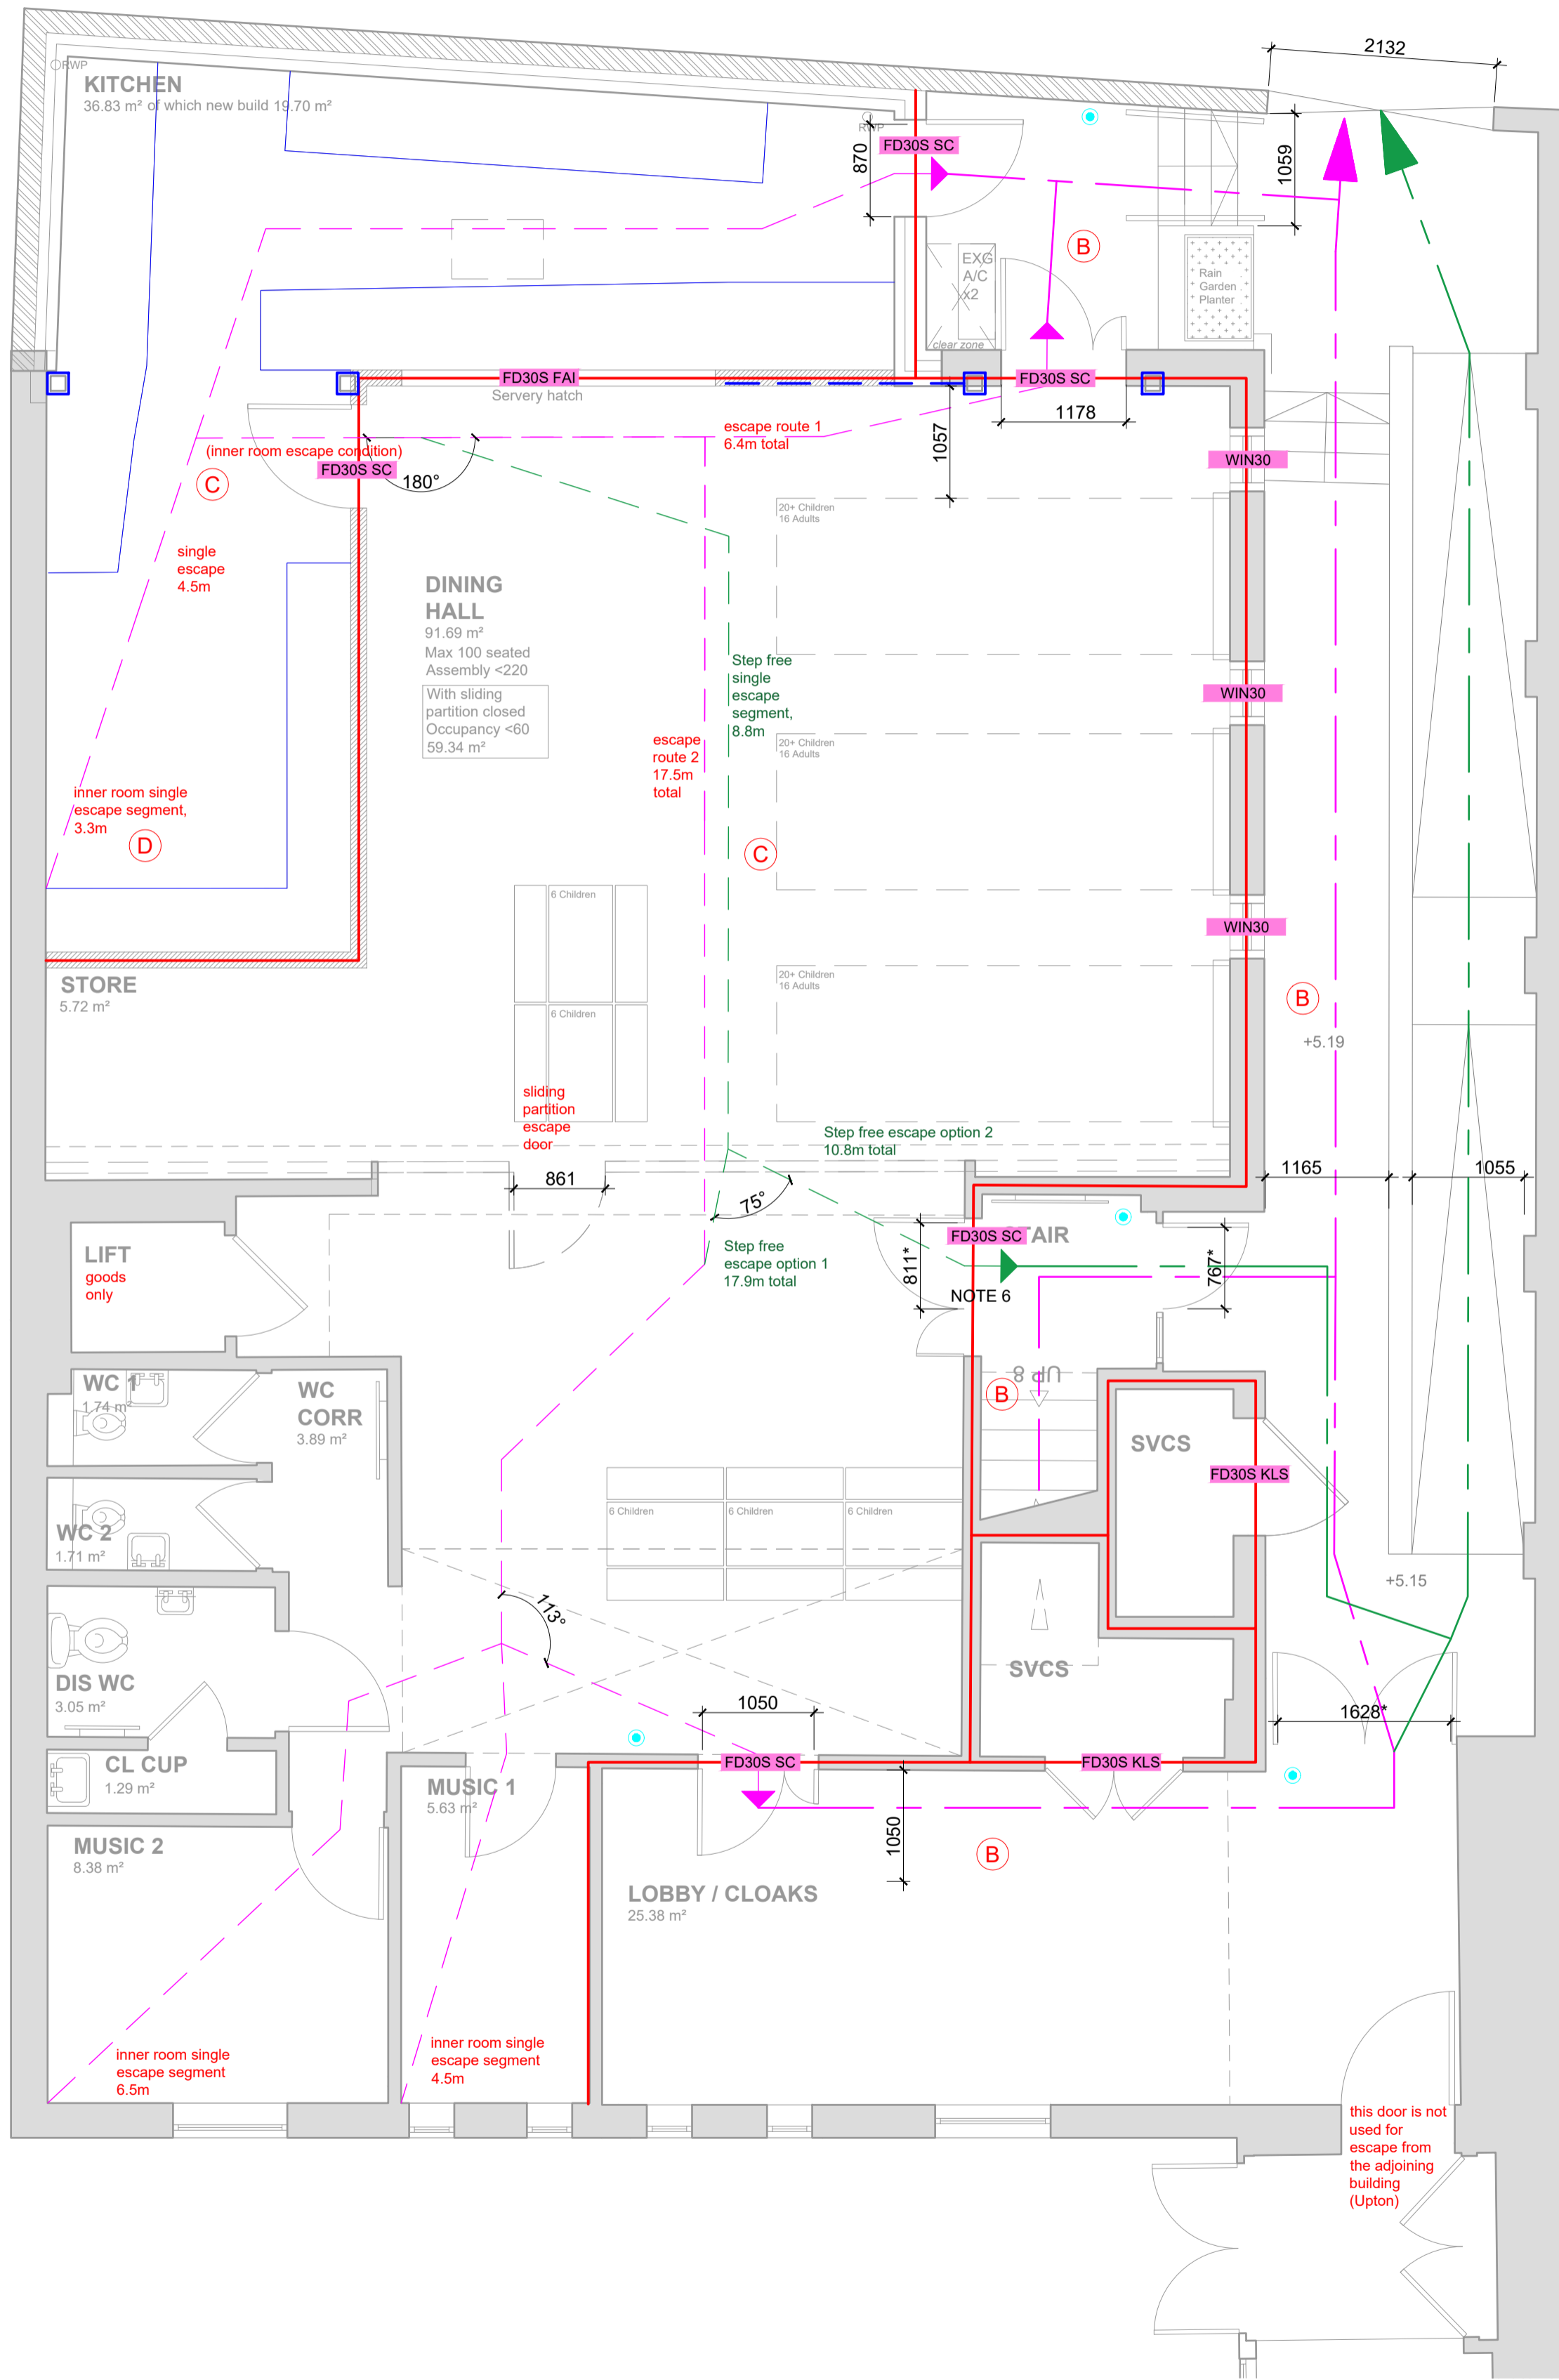 2132
RWP
KITCHEN
36.83 m² of which new build 19.70 m²
RWP
FD30S SC
870
1059
B
EXG
A/C
x2
Rain
Garden
Planter
clear zone
FD30S FAI
Servery hatch
FD30S SC
1178
1057
escape route 1
6.4m total
(inner room escape condition)
FD30S SC
180°
C
WIN30
20+ Children
16 Adults
single
escape
4.5m
DINING
HALL
91.69 m²
Max 100 seated
Assembly <220
With sliding
partition closed
Occupancy <60
59.34 m²
Step free
single
escape
segment,
8.8m
WIN30
escape
route 2
17.5m
total
20+ Children
16 Adults
inner room single
escape segment,
3.3m
D
C
6 Children
WIN30
20+ Children
16 Adults
STORE
5.72 m²
B
6 Children
+5.19
sliding
partition
escape
door
Step free escape option 2
10.8m total
861
75°
1165
1055
LIFT
goods
only
Step free
escape option 1
17.9m total
FD30S SC
TAIR
811*
767*
NOTE 6
UP 8
B
WC 1
1.74 m²
WC
CORR
3.89 m²
SVCS
FD30S KLS
6 Children
6 Children
6 Children
WC 2
1.71 m²
+5.15
113°
DIS WC
3.05 m²
SVCS
1050
1628*
FD30S SC
FD30S KLS
CL CUP
1.29 m²
MUSIC 1
5.63 m²
1050
B
MUSIC 2
8.38 m²
LOBBY / CLOAKS
25.38 m²
inner room single
escape segment
6.5m
inner room single
escape segment
4.5m
this door is not
used for
escape from
the adjoining
building
(Upton)